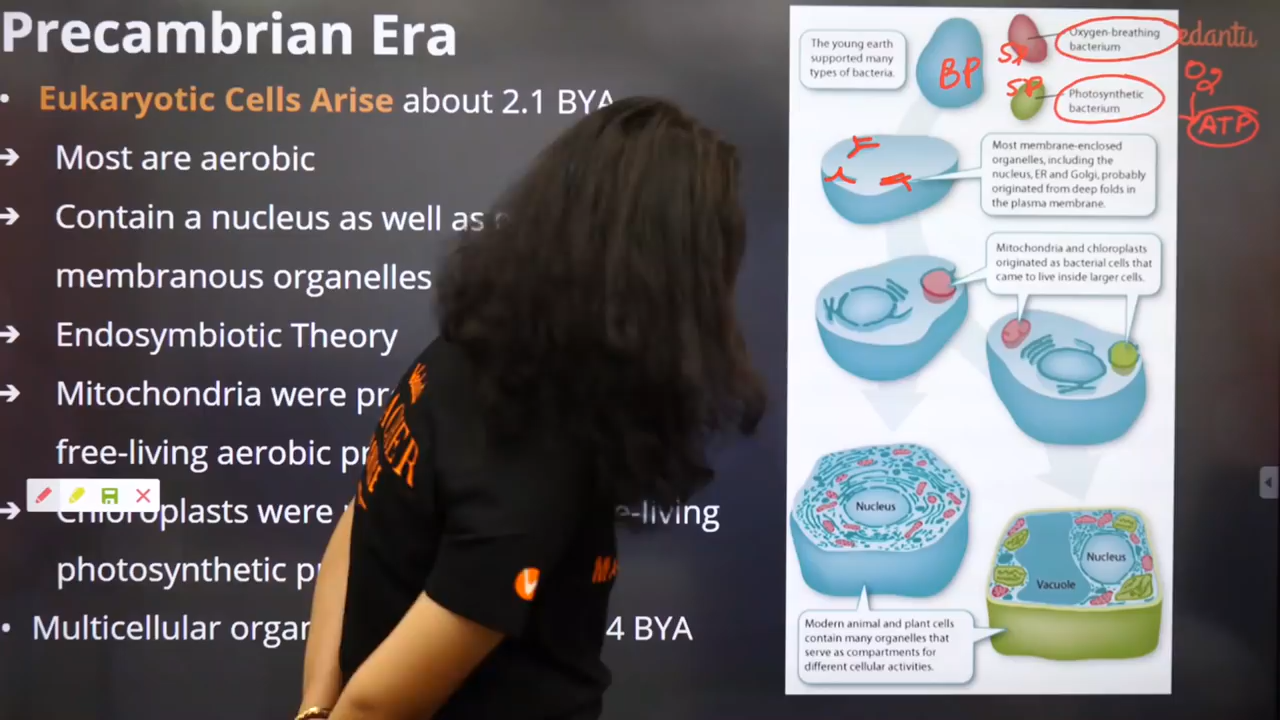 Precambrian Era
• Eukaryotic Cells Arise about 2.1 BYA
→ Most are aerobic
→ Contain a nucleus as well as
membranous organelles
→ Endosymbiotic Theory
→ Mitochondria were
free-living aerobic
→ Chloroplasts were e-living
photosynthetic
• Multicellular 4 BYA
The young earth
supported many
types of bacteria.
BP
Oxygen-breathing
bacterium
SP
Photosynthetic
bacterium
edantu
O2
ATP
Most membrane-enclosed
organelles, including the
nucleus, ER and Golgi, probably
originated from deep folds in
the plasma membrane.
Mitochondria and chloroplasts
originated as bacterial cells that
came to live inside larger cells.
Nucleus
Nucleus
Vacuole
Modern animal and plant cells
contain many organelles that
serve as compartments for
different cellular activities.